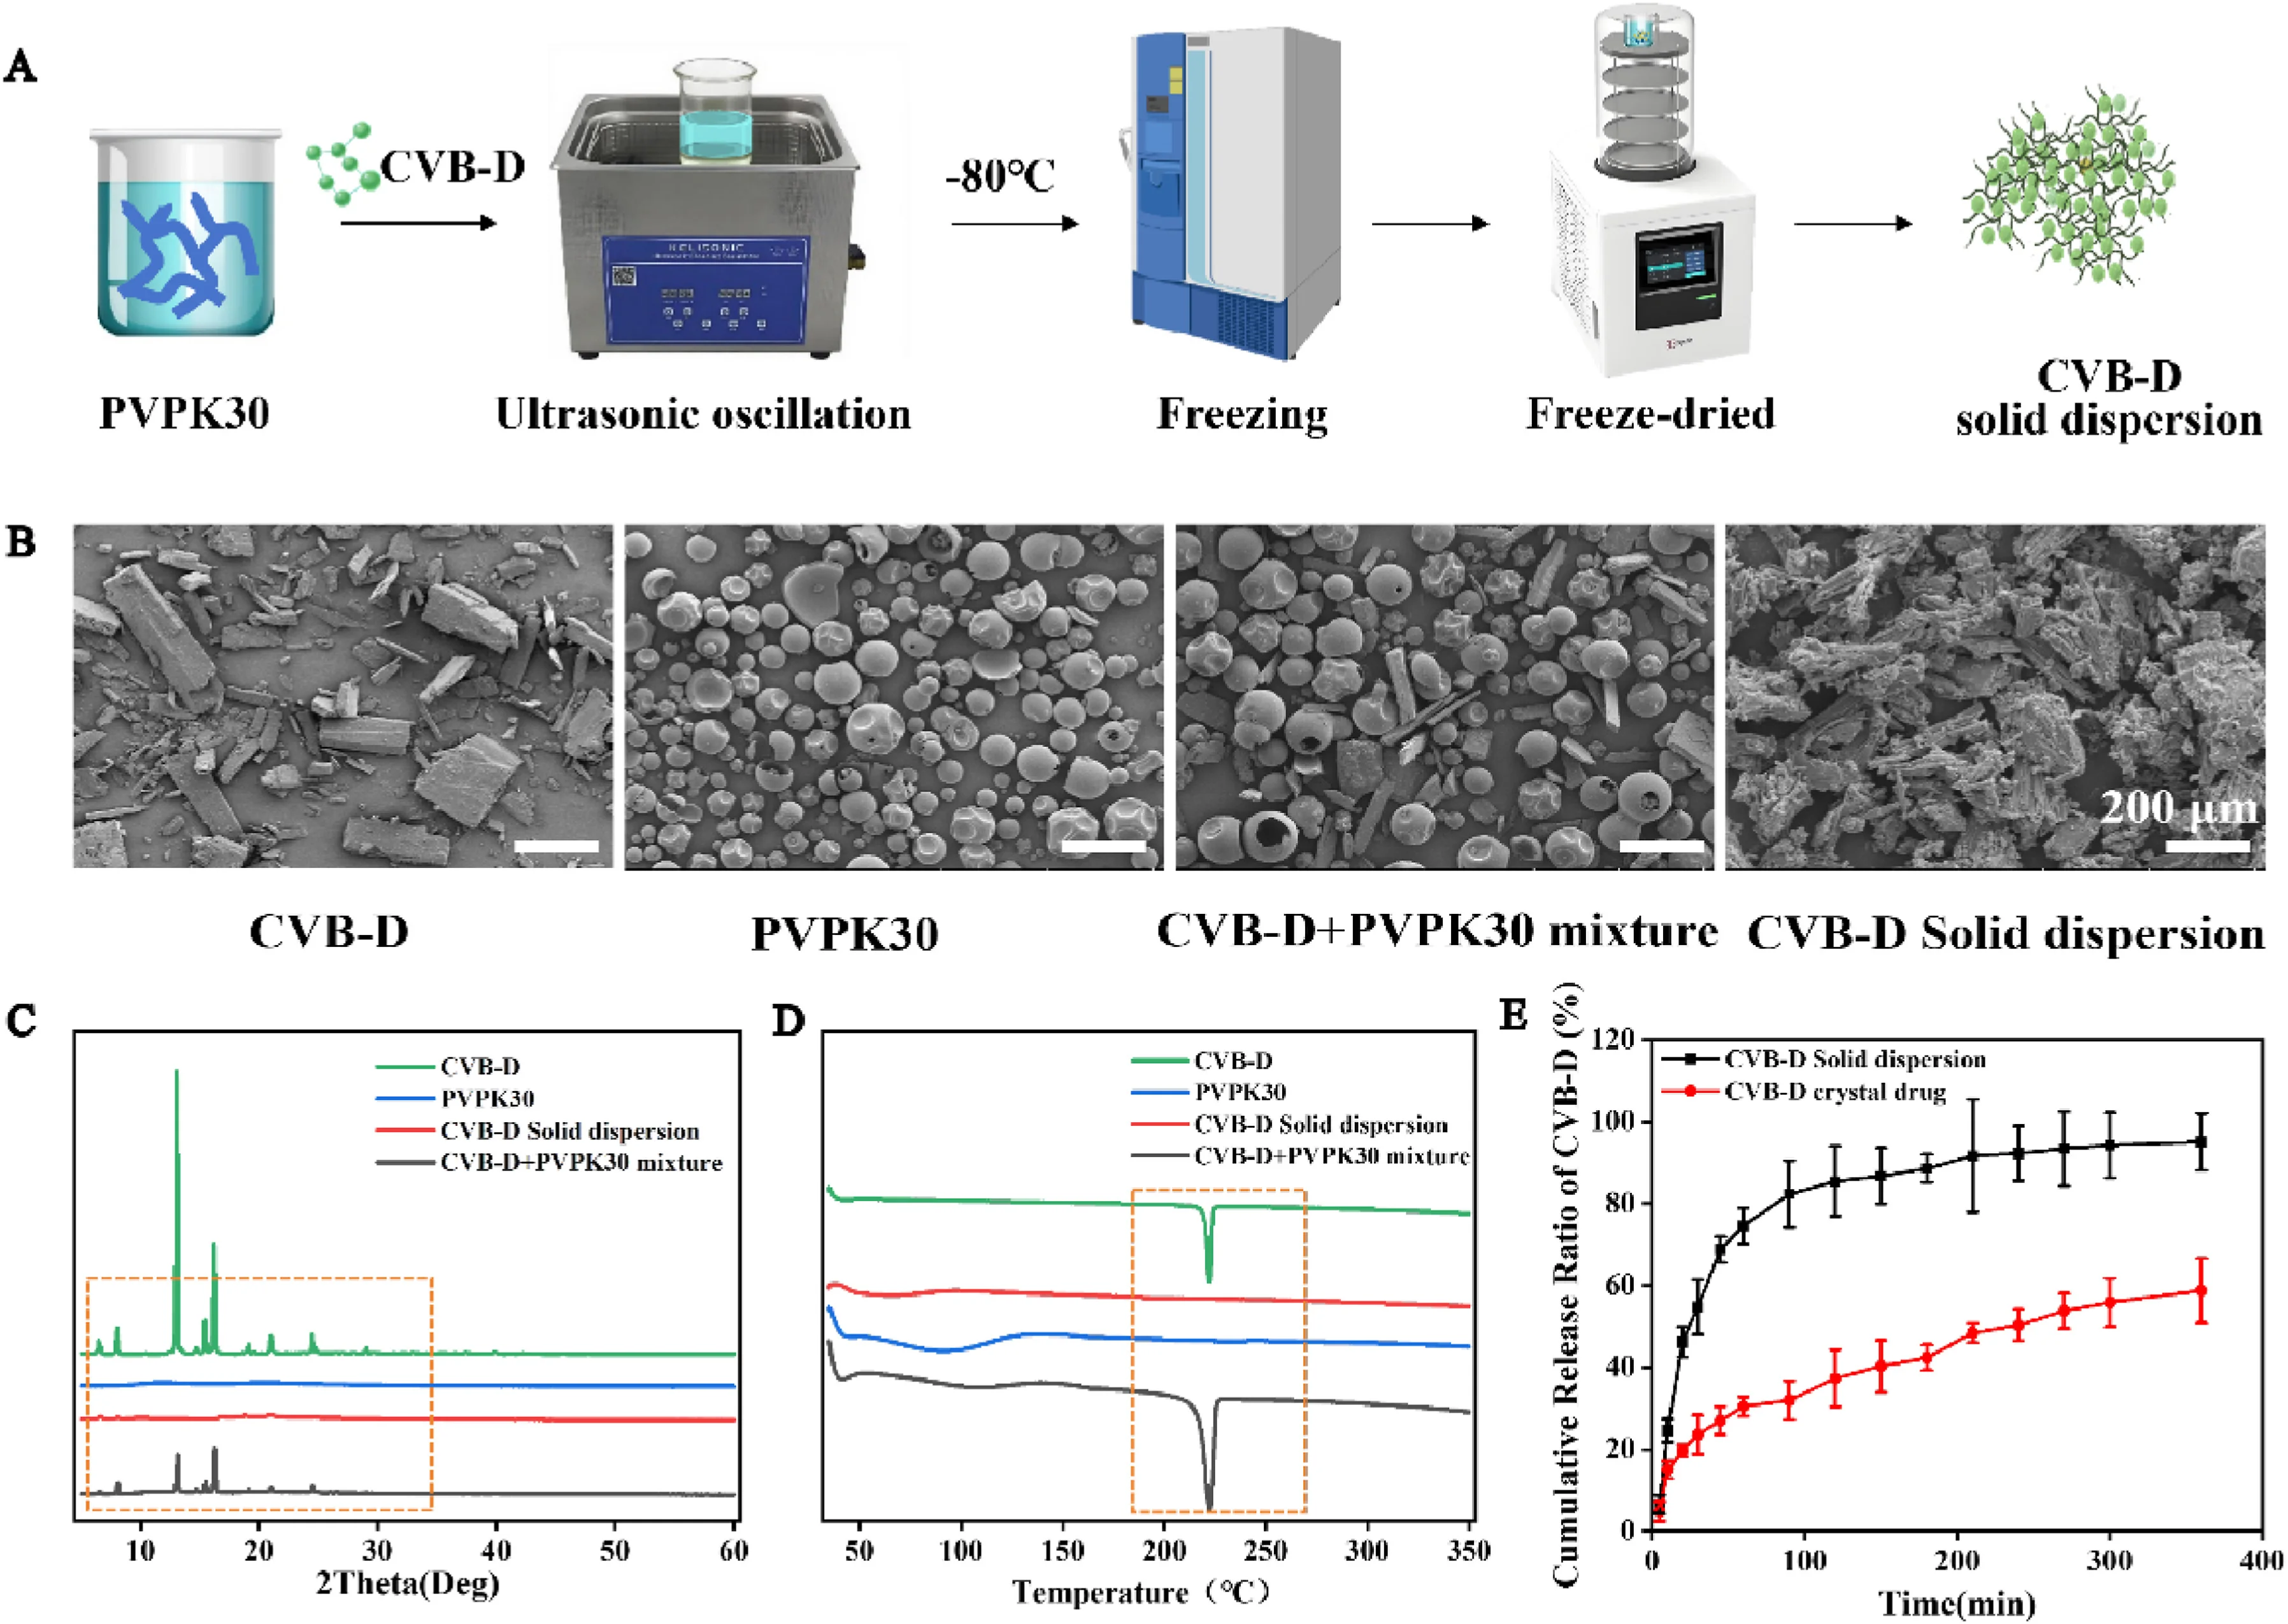 A
CVB-D
-80°C
PVPK30
Ultrasonic oscillation
Freezing
Freeze-dried
CVB-D
solid dispersion
B
200 μm
CVB-D
PVPK30
CVB-D+PVPK30 mixture
CVB-D Solid dispersion
C
CVB-D
PVPK30
CVB-D Solid dispersion
CVB-D+PVPK30 mixture
10 20 30 40 50 60
2Theta(Deg)
D
CVB-D
PVPK30
CVB-D Solid dispersion
CVB-D+PVPK30 mixture
50 100 150 200 250 300 350
Temperature (°C)
E
Cumulative Release Ratio of CVB-D (%)
CVB-D Solid dispersion
CVB-D crystal drug
120
100
80
60
40
20
0
0 100 200 300 400
Time(min)